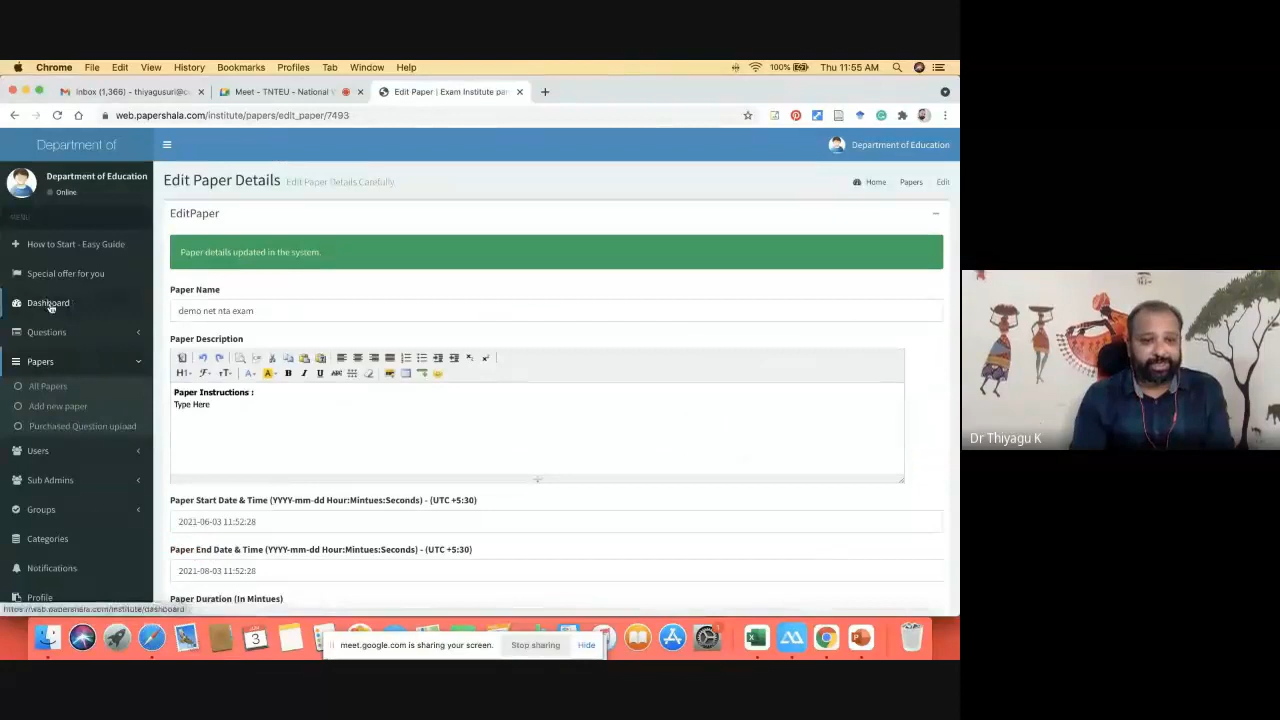 Chrome File Edit View History Bookmarks Profiles Tab Window Help 100% Thu 11:55 AM
Inbox (1,366) - thiyagusuri@c
Meet - TNTEU - National
Edit Paper | Exam Institute pan
web.papershala.com/institute/papers/edit_paper/7493
Department of
Department of Education
Department of Education
Online
MENU
How to Start - Easy Guide
Special offer for you
Dashboard
Questions
Papers
All Papers
Add new paper
Purchased Question upload
Users
Sub Admins
Groups
Categories
Notifications
Profile
https://web.papershala.com/institute/dashboard
Edit Paper Details Edit Paper Details Carefully
Home Papers Edit
EditPaper
Paper details updated in the system.
Paper Name
demo net nta exam
Paper Description
Paper Instructions :
Type Here
Paper Start Date & Time (YYYY-mm-dd Hour:Mintues:Seconds) - (UTC +5:30)
2021-06-03 11:52:28
Paper End Date & Time (YYYY-mm-dd Hour:Mintues:Seconds) - (UTC +5:30)
2021-08-03 11:52:28
Paper Duration (In Mintues)
meet.google.com is sharing your screen. Stop sharing Hide
Dr Thiyagu K